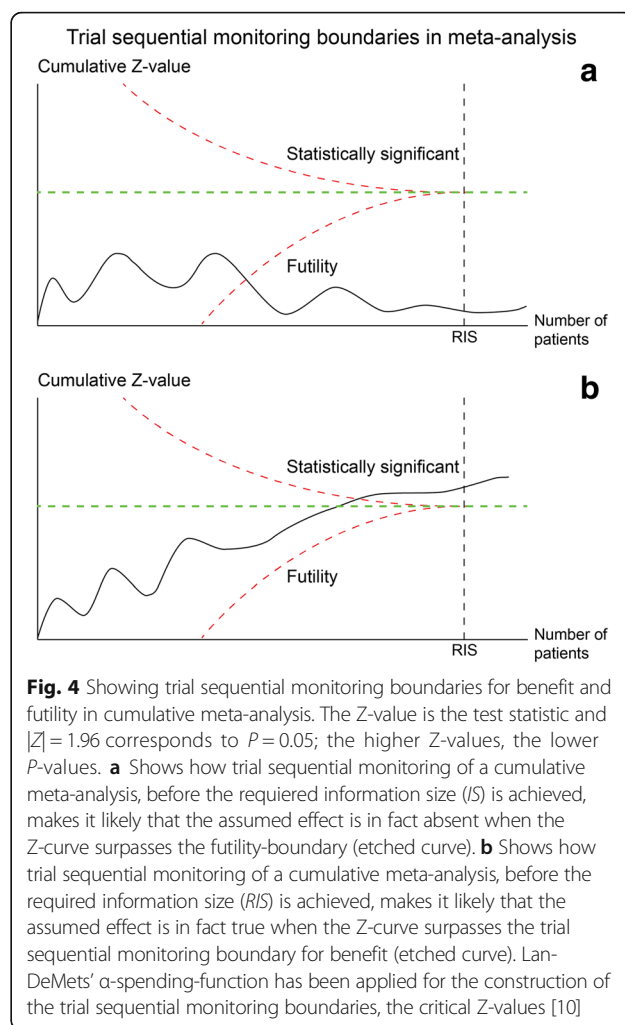 Trial sequential monitoring boundaries in meta-analysis
Cumulative Z-value
a
Statistically significant
Futility
Number of
patients
RIS
Cumulative Z-value
b
Statistically significant
Futility
Number of
patients
RIS
Fig. 4 Showing trial sequential monitoring boundaries for benefit and
futility in cumulative meta-analysis. The Z-value is the test statistic and
|Z| = 1.96 corresponds to P = 0.05; the higher Z-values, the lower
P-values. a Shows how trial sequential monitoring of a cumulative
meta-analysis, before the requiered information size (IS) is achieved,
makes it likely that the assumed effect is in fact absent when the
Z-curve surpasses the futility-boundary (etched curve). b Shows how
trial sequential monitoring of a cumulative meta-analysis, before the
required information size (RIS) is achieved, makes it likely that the
assumed effect is in fact true when the Z-curve surpasses the trial
sequential monitoring boundary for benefit (etched curve). Lan-
DeMets’ α-spending-function has been applied for the construction of
the trial sequential monitoring boundaries, the critical Z-values [10]